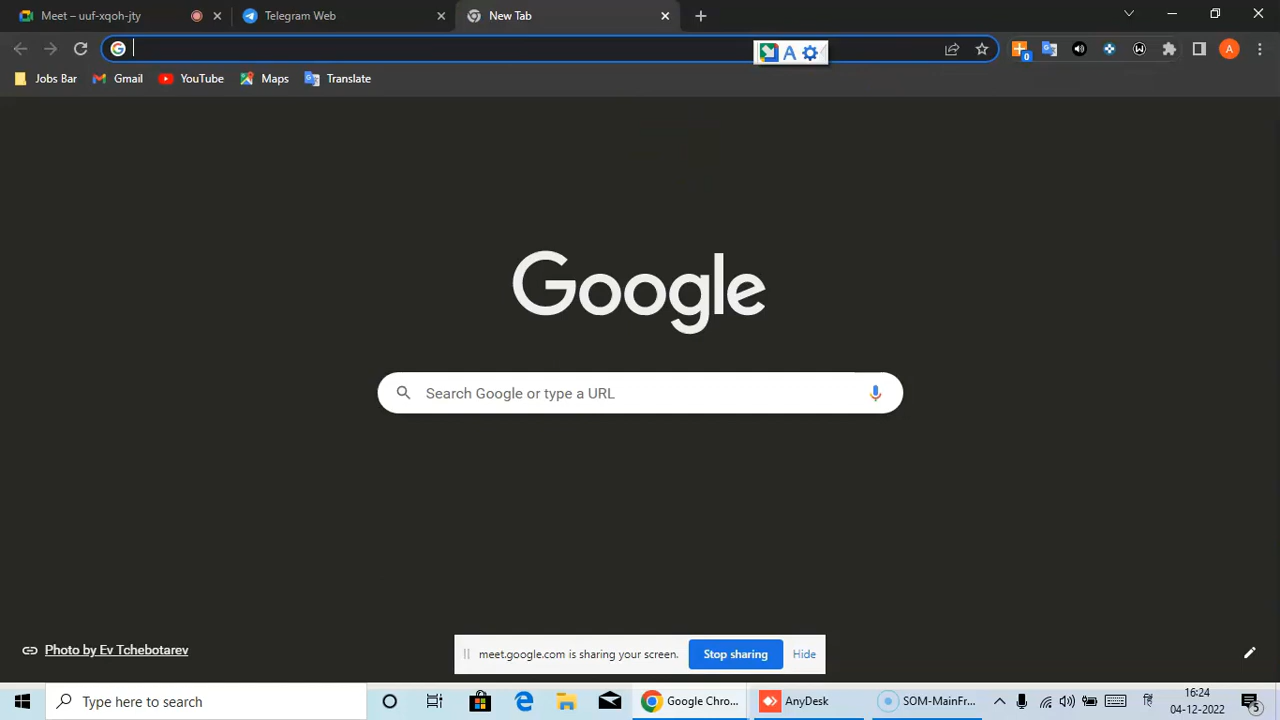 Meet – uuf-xqoh-jty
Telegram Web
New Tab
Jobs Bar
Gmail
YouTube
Maps
Translate
A
0
A
Google
Search Google or type a URL
Photo by Ev Tchebotarev
meet.google.com is sharing your screen.
Stop sharing
Hide
Type here to search
Google Chro...
AnyDesk
SOM-MainFr...
16:24
04-12-2022
5